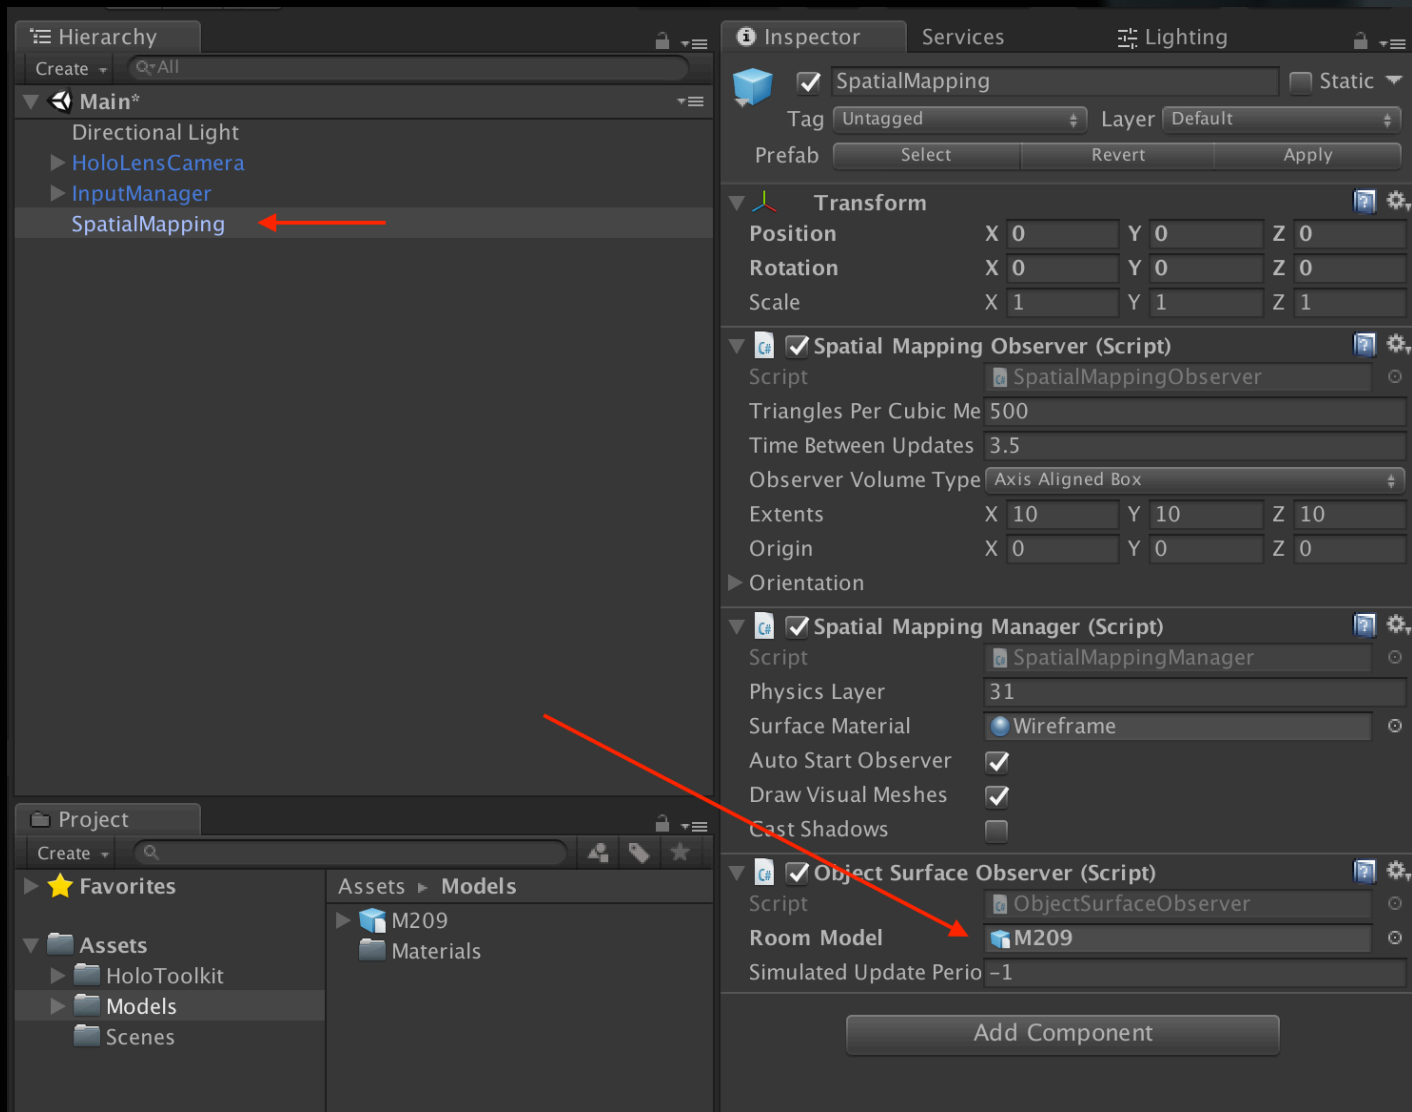 Hierarchy
Create
All
Main*
Directional Light
HoloLensCamera
InputManager
SpatialMapping
Project
Create
Favorites
Assets
HoloToolkit
Models
Scenes
Assets ▸ Models
M209
Materials
Inspector Services Lighting
SpatialMapping Static
Tag Untagged Layer Default
Prefab Select Revert Apply
Transform
Position X 0 Y 0 Z 0
Rotation X 0 Y 0 Z 0
Scale X 1 Y 1 Z 1
C# Spatial Mapping Observer (Script)
Script SpatialMappingObserver
Triangles Per Cubic Me 500
Time Between Updates 3.5
Observer Volume Type Axis Aligned Box
Extents X 10 Y 10 Z 10
Origin X 0 Y 0 Z 0
Orientation
C# Spatial Mapping Manager (Script)
Script SpatialMappingManager
Physics Layer 31
Surface Material Wireframe
Auto Start Observer
Draw Visual Meshes
Cast Shadows
C# Object Surface Observer (Script)
Script ObjectSurfaceObserver
Room Model M209
Simulated Update Perio -1
Add Component